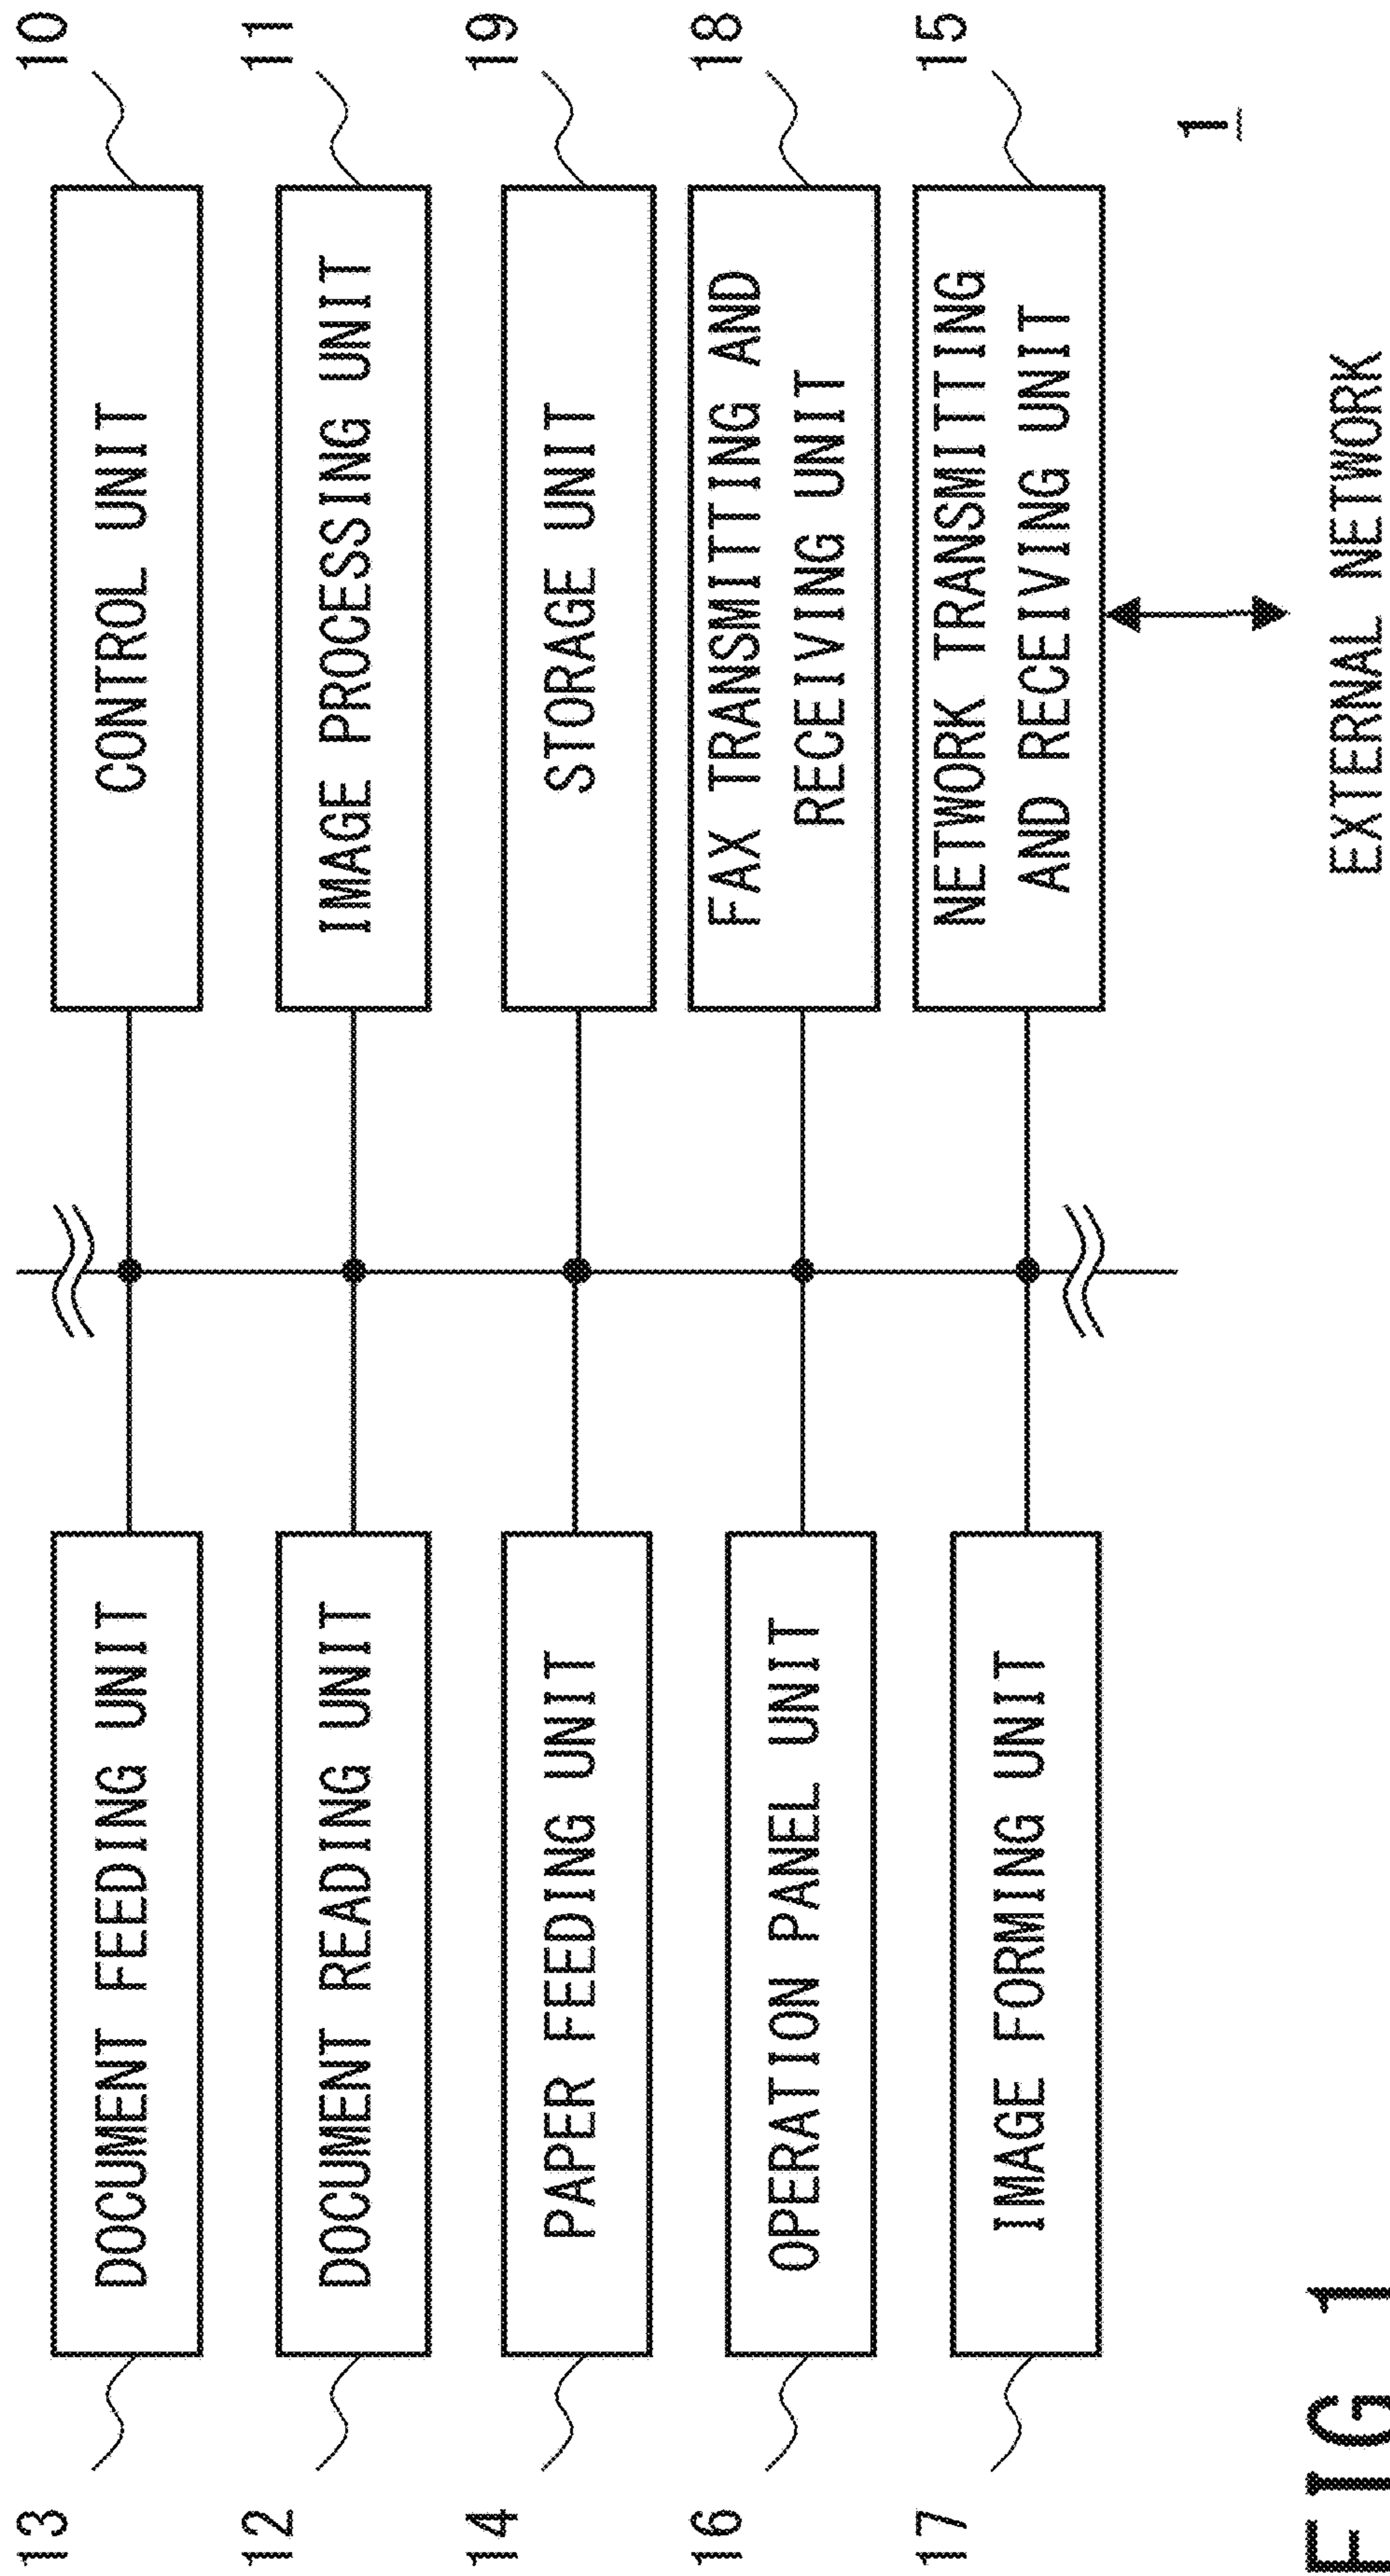 13
DOCUMENT FEEDING UNIT
CONTROL UNIT
10
12
DOCUMENT READING UNIT
IMAGE PROCESSING UNIT
11
14
PAPER FEEDING UNIT
STORAGE UNIT
19
16
OPERATION PANEL UNIT
FAX TRANSMITTING AND
RECEIVING UNIT
18
17
IMAGE FORMING UNIT
NETWORK TRANSMITTING
AND RECEIVING UNIT
15
1
EXTERNAL NETWORK
FIG 1